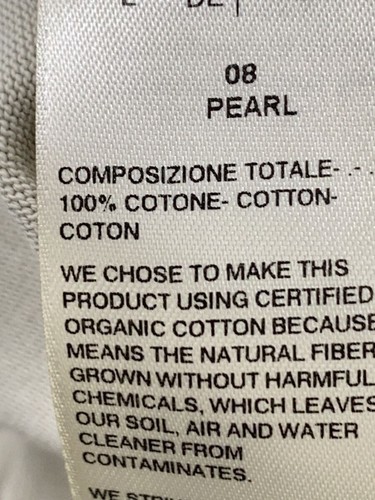 08
PEARL
COMPOSIZIONE TOTALE- .- .
100% COTONE- COTTON-
COTON
WE CHOSE TO MAKE THIS
PRODUCT USING CERTIFIED
ORGANIC COTTON BECAUSE
MEANS THE NATURAL FIBER
GROWN WITHOUT HARMFUL
CHEMICALS, WHICH LEAVES
OUR SOIL, AIR AND WATER
CLEANER FROM
CONTAMINATES.
WE